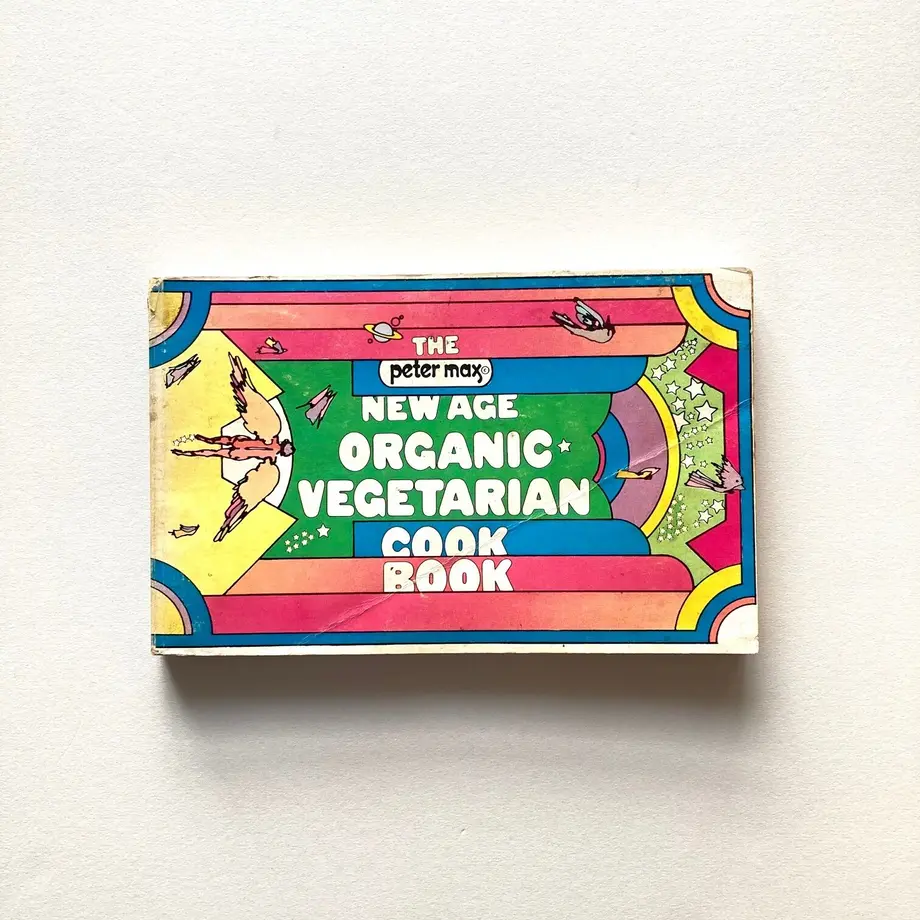 THE
peter max©
NEW AGE
ORGANIC
VEGETARIAN
COOK
BOOK